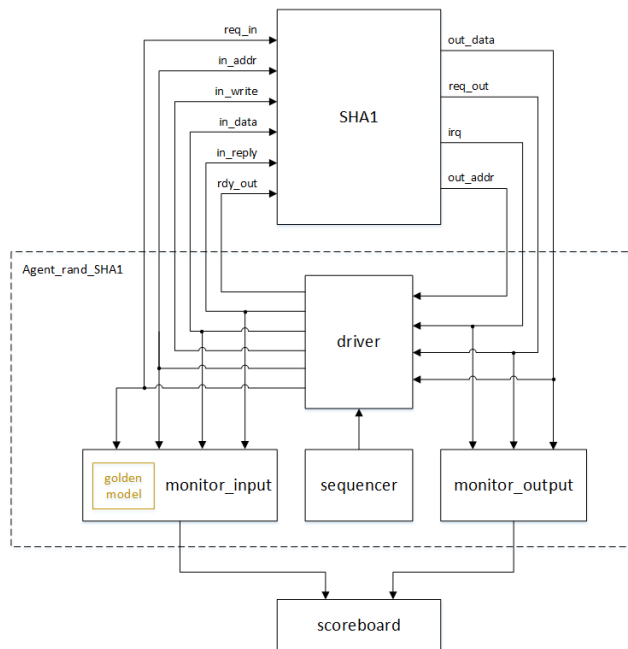 req_in
in_addr
in_write
in_data
in_reply
rdy_out
SHA1
out_data
req_out
irq
out_addr
Agent_rand_SHA1
driver
golden
model
monitor_input
sequencer
monitor_output
scoreboard